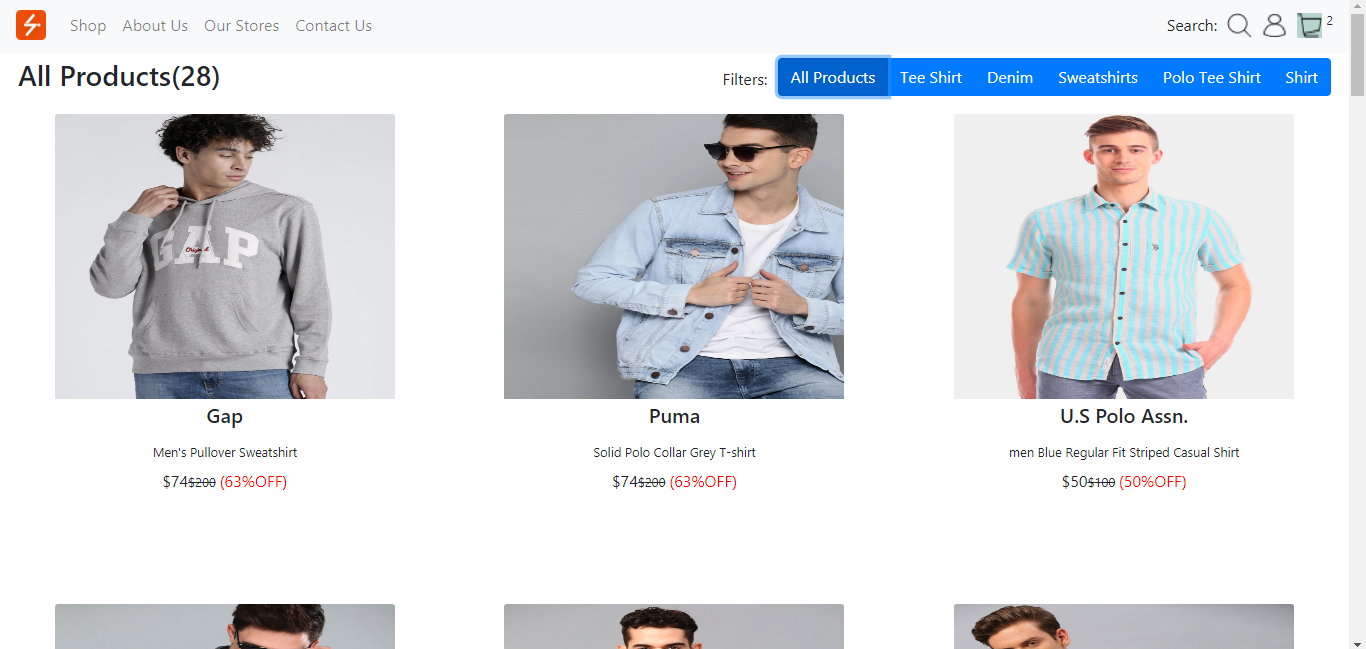 Shop About Us Our Stores Contact Us Search: 2
All Products(28) Filters: All Products Tee Shirt Denim Sweatshirts Polo Tee Shirt Shirt
GAP
Original
Gap Puma U.S Polo Assn.
Men's Pullover Sweatshirt Solid Polo Collar Grey T-shirt men Blue Regular Fit Striped Casual Shirt
$74$200 (63%OFF) $74$200 (63%OFF) $50$100 (50%OFF)